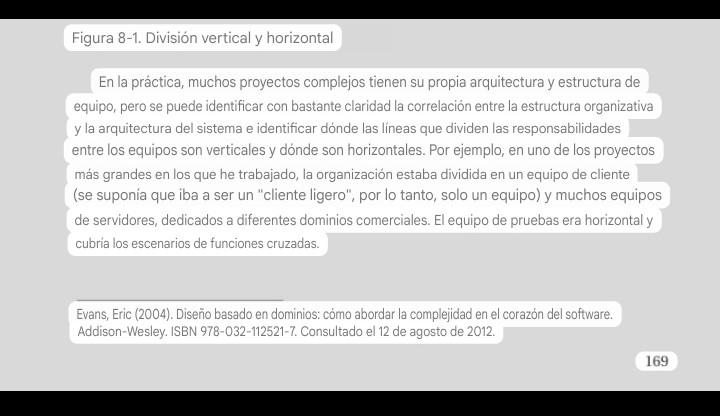 Figura 8-1. División vertical y horizontal
En la práctica, muchos proyectos complejos tienen su propia arquitectura y estructura de
equipo, pero se puede identificar con bastante claridad la correlación entre la estructura organizativa
y la arquitectura del sistema e identificar dónde las líneas que dividen las responsabilidades
entre los equipos son verticales y dónde son horizontales. Por ejemplo, en uno de los proyectos
más grandes en los que he trabajado, la organización estaba dividida en un equipo de cliente
(se suponía que iba a ser un "cliente ligero", por lo tanto, solo un equipo) y muchos equipos
de servidores, dedicados a diferentes dominios comerciales. El equipo de pruebas era horizontal y
cubría los escenarios de funciones cruzadas.
Evans, Eric (2004). Diseño basado en dominios: cómo abordar la complejidad en el corazón del software.
Addison-Wesley. ISBN 978-032-112521-7. Consultado el 12 de agosto de 2012.
169